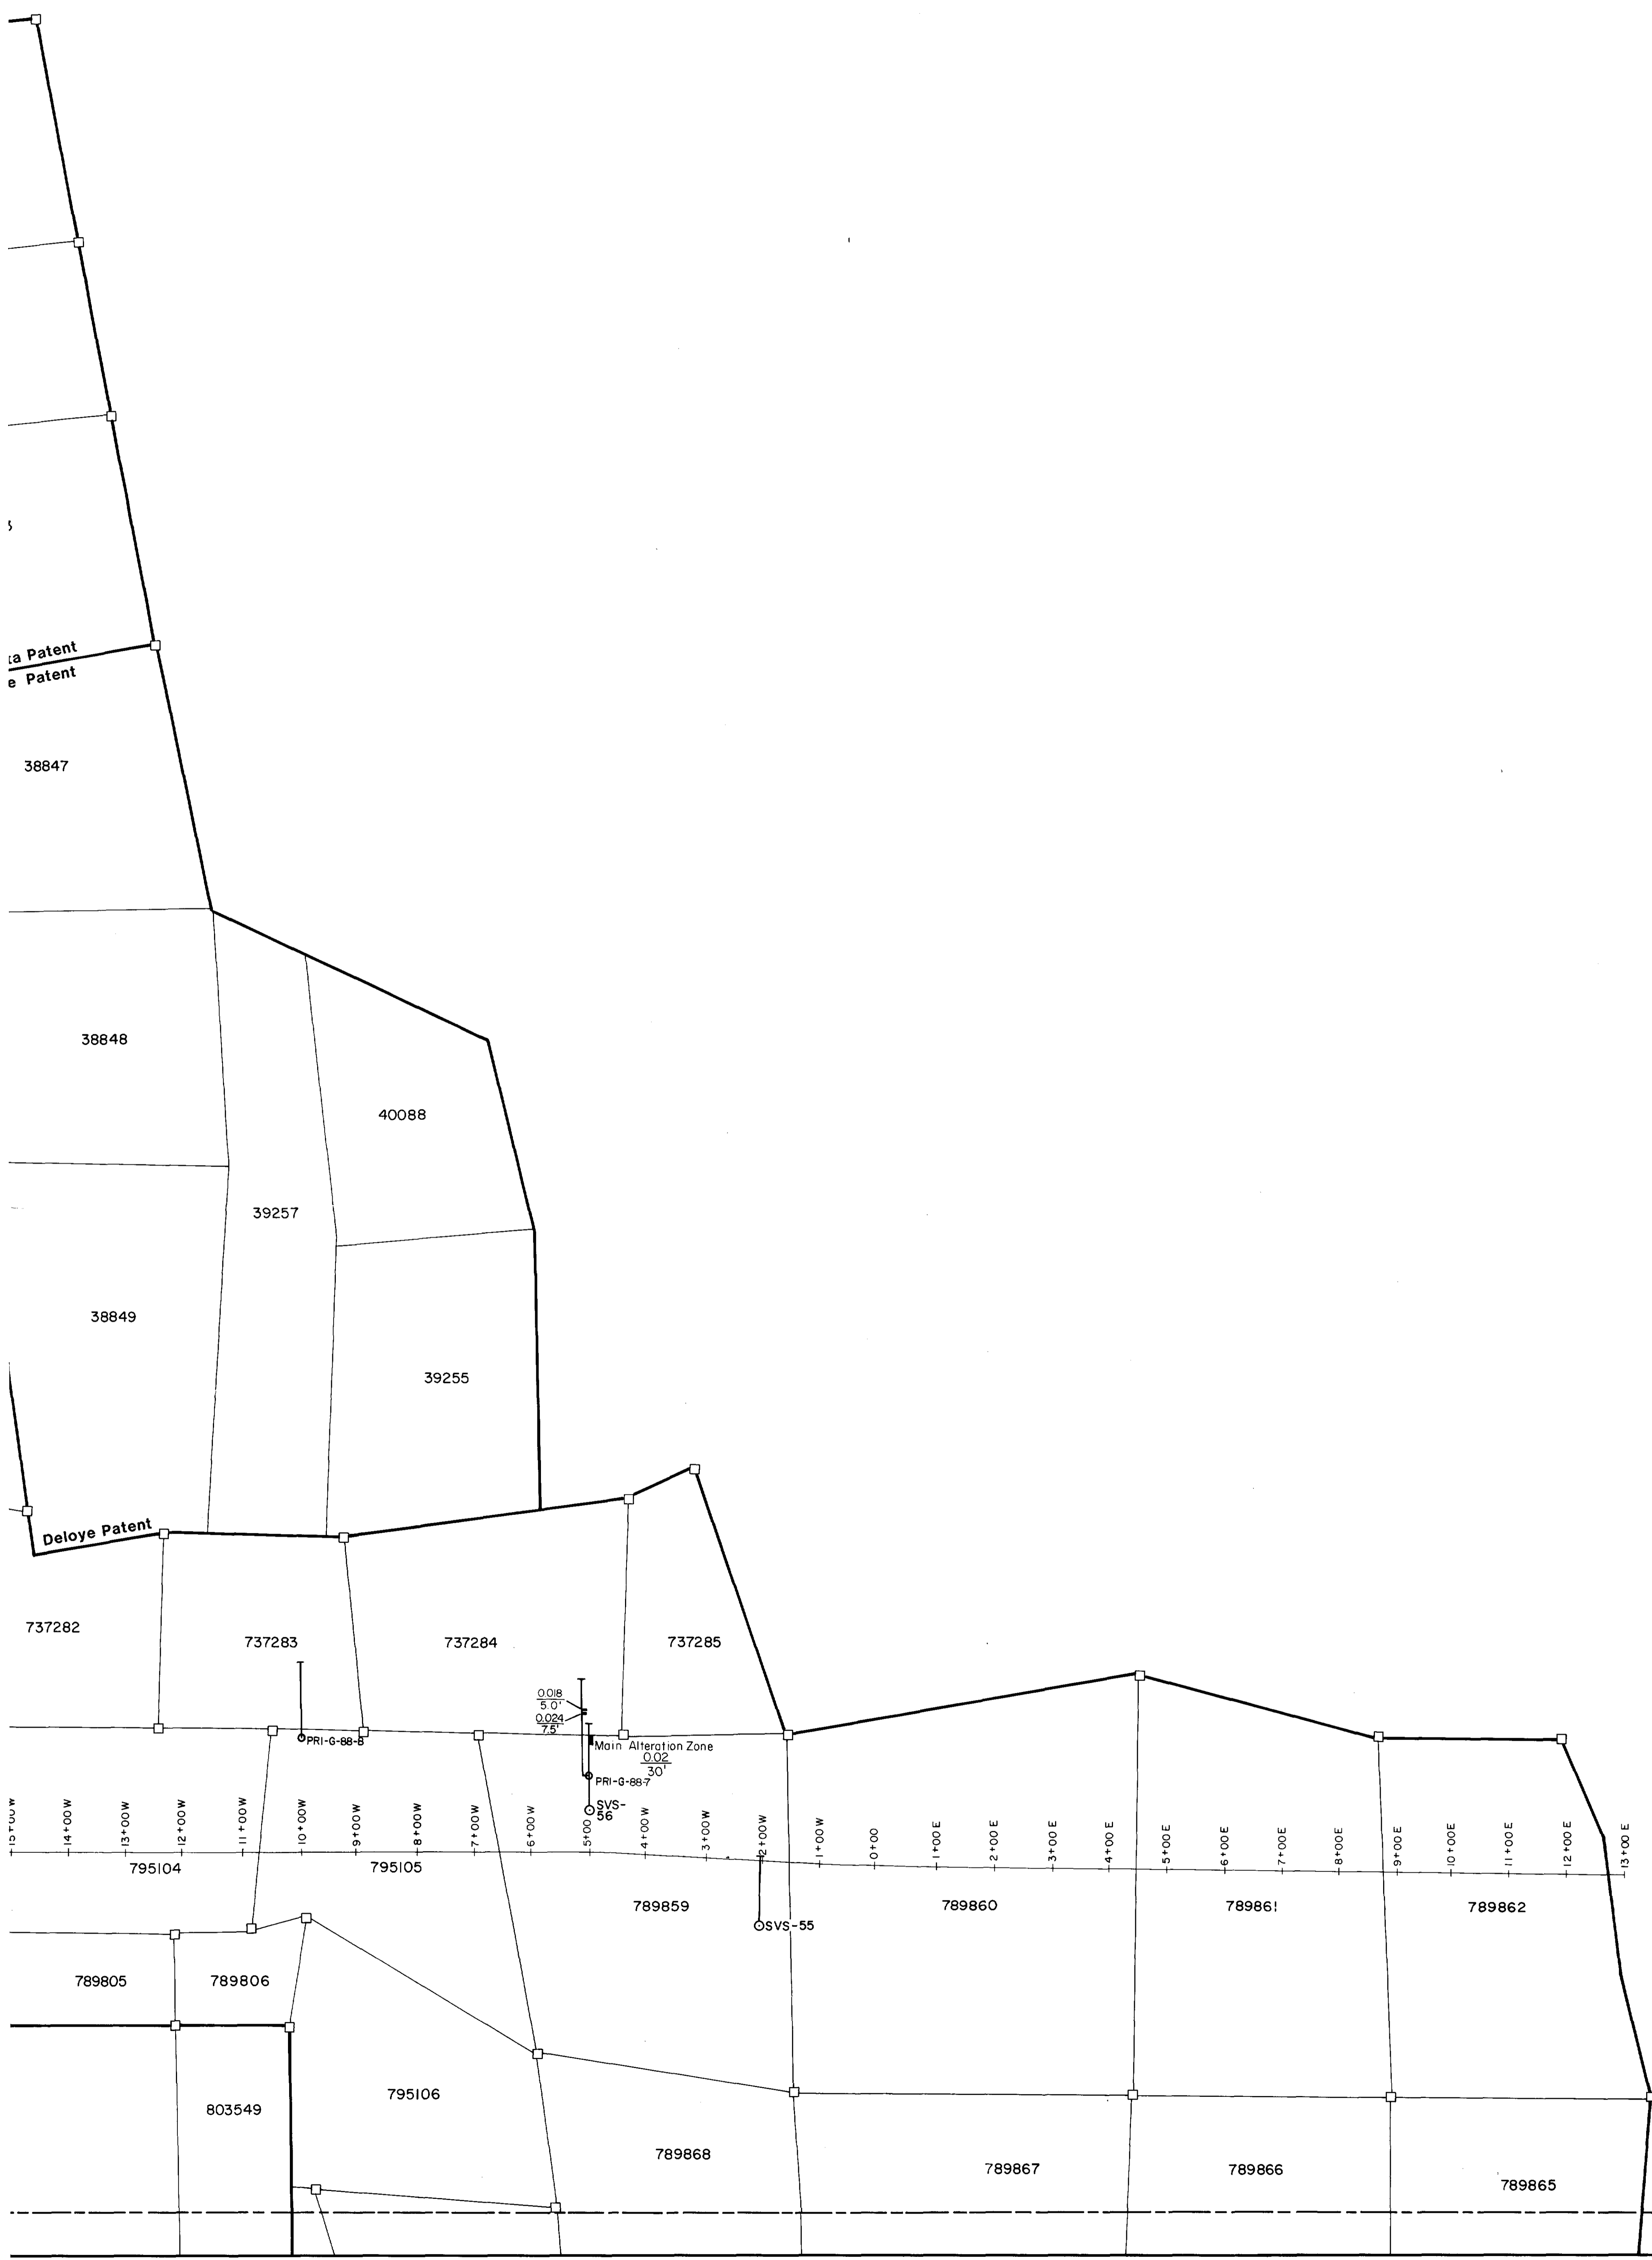 ta Patent
e Patent
38847
38848
40088
39257
38849
39255
Deloye Patent
737282
737283
737284
737285
0.018
5.0'
0.024
7.5'
PRI-G-88-8
Main Alteration Zone
0.02
30'
PRI-G-88-7
SVS-
56
15+00W
14+00W
13+00W
12+00W
11+00W
10+00W
9+00W
8+00W
7+00W
6+00W
5+00
4+00W
3+00W
2+00W
1+00W
0+00
1+00E
2+00E
3+00E
4+00E
5+00E
6+00E
7+00E
8+00E
9+00E
10+00E
11+00E
12+00E
13+00E
795104
795105
789859
789860
789861
789862
SVS-55
789805
789806
795106
803549
789868
789867
789866
789865